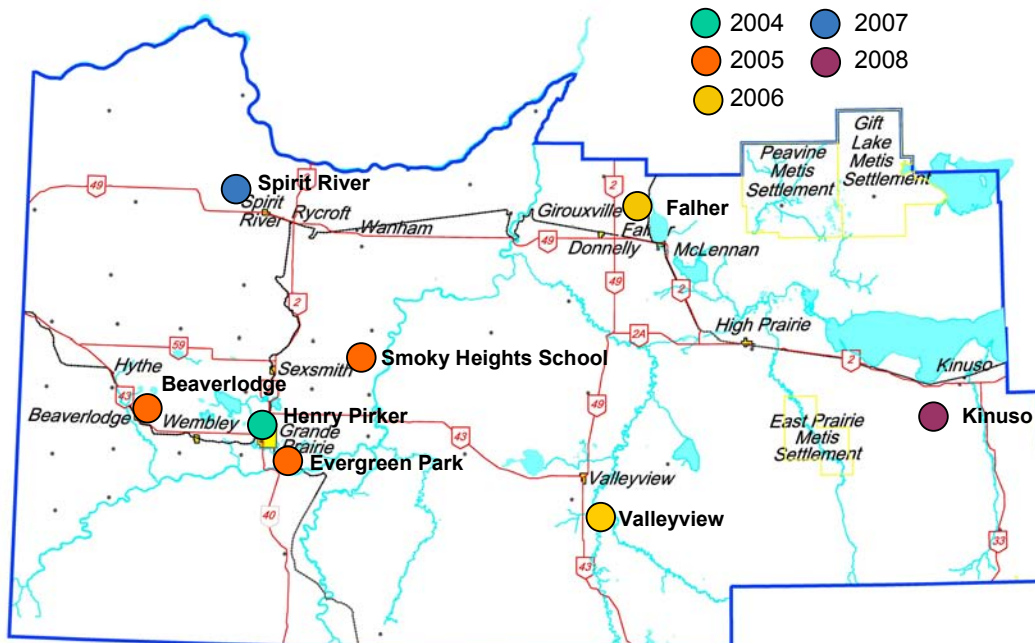 2004
2007
2005
2008
2006
Gift
Lake
Metis
Settlement
Peavine
Metis
Settlement
49
Spirit River
Spirit
River
Rycroft
Wanham
2
Girouxville
Falher
Donnelly
49
McLennan
2
49
2
2A
High Prairie
2
Kinuso
59
Hythe
Sexsmith
Smoky Heights School
Beaverlodge
43
Beaverlodge
Wembley
Henry Pirker
Grande
Prairie
43
49
East Prairie
Metis
Settlement
Kinuso
Evergreen Park
Valleyview
40
Valleyview
43
33